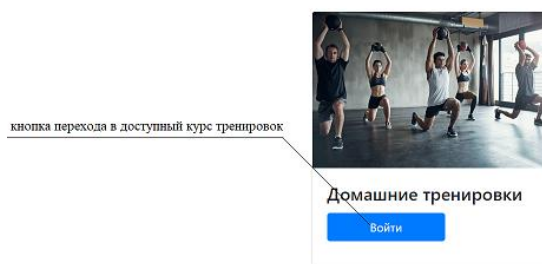 кнопка перехода в доступный курс тренировок
Домашние тренировки
Войти